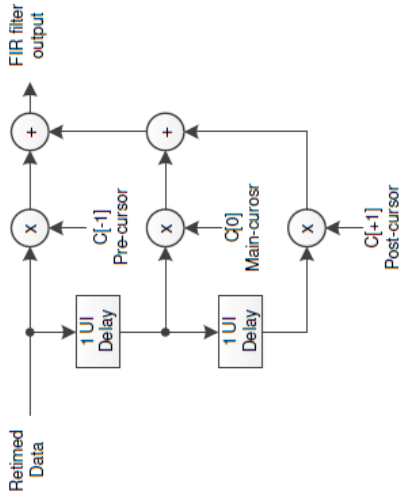 Retimed
Data
1 UI
Delay
1 UI
Delay
x
C[-1]
Pre-cursor
x
C[0]
Main-curosr
x
C[+1]
Post-cursor
+
+
FIR filter
output